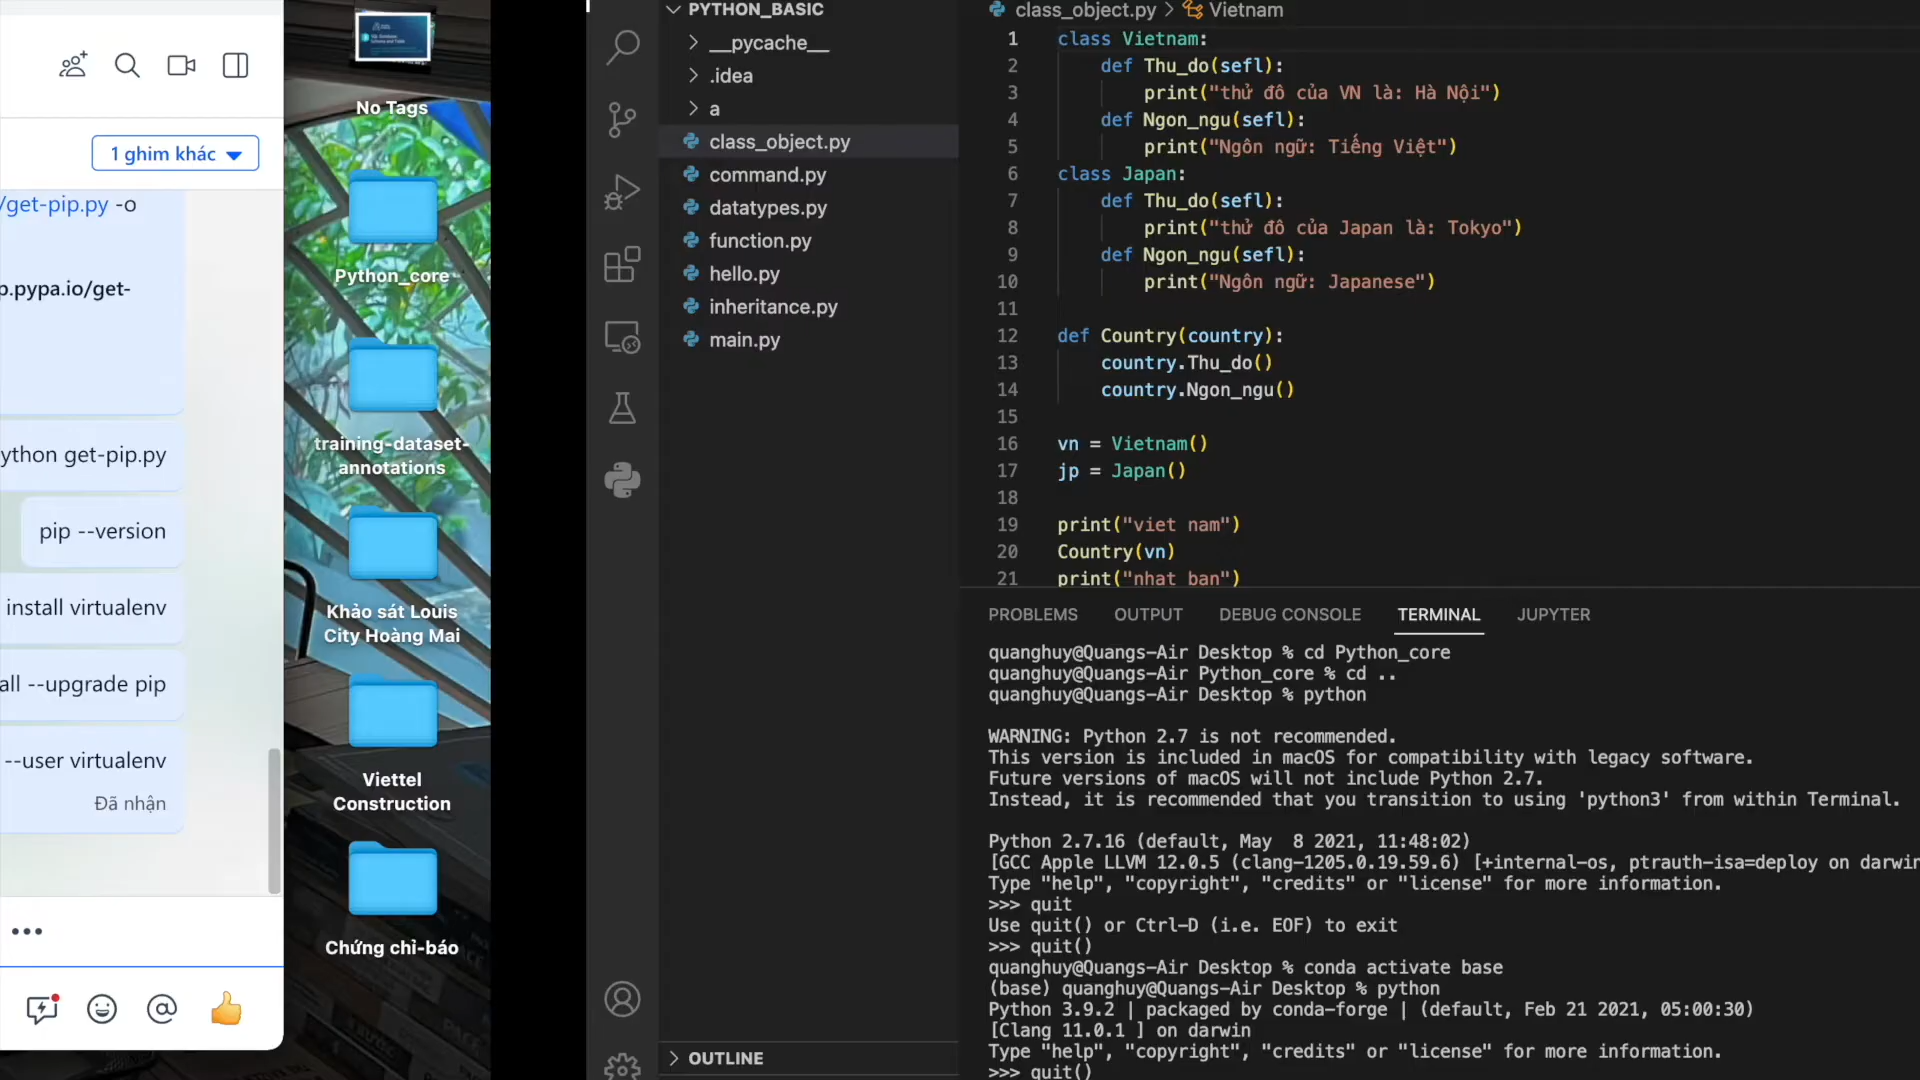 1 ghim khác
/get-pip.py -o
p.pypa.io/get-
ython get-pip.py
pip --version
install virtualenv
all --upgrade pip
--user virtualenv
Đã nhận
No Tags
Python_core
training-dataset-
annotations
Khảo sát Louis
City Hoàng Mai
Viettel
Construction
Chứng chỉ-báo
PYTHON_BASIC
__pycache__
.idea
a
class_object.py
command.py
datatypes.py
function.py
hello.py
inheritance.py
main.py
OUTLINE
class_object.py > Vietnam
1 class Vietnam:
2 def Thu_do(sefl):
3 print("thử đô của VN là: Hà Nội")
4 def Ngon_ngu(sefl):
5 print("Ngôn ngữ: Tiếng Việt")
6 class Japan:
7 def Thu_do(sefl):
8 print("thử đô của Japan là: Tokyo")
9 def Ngon_ngu(sefl):
10 print("Ngôn ngữ: Japanese")
11
12 def Country(country):
13 country.Thu_do()
14 country.Ngon_ngu()
15
16 vn = Vietnam()
17 jp = Japan()
18
19 print("viet nam")
20 Country(vn)
21 print("nhat ban")
PROBLEMS OUTPUT DEBUG CONSOLE TERMINAL JUPYTER
quanghuy@Quangs-Air Desktop % cd Python_core
quanghuy@Quangs-Air Python_core % cd ..
quanghuy@Quangs-Air Desktop % python
WARNING: Python 2.7 is not recommended.
This version is included in macOS for compatibility with legacy software.
Future versions of macOS will not include Python 2.7.
Instead, it is recommended that you transition to using 'python3' from within Terminal.
Python 2.7.16 (default, May  8 2021, 11:48:02)
[GCC Apple LLVM 12.0.5 (clang-1205.0.19.59.6) [+internal-os, ptrauth-isa=deploy on darwin
Type "help", "copyright", "credits" or "license" for more information.
>>> quit
Use quit() or Ctrl-D (i.e. EOF) to exit
>>> quit()
quanghuy@Quangs-Air Desktop % conda activate base
(base) quanghuy@Quangs-Air Desktop % python
Python 3.9.2 | packaged by conda-forge | (default, Feb 21 2021, 05:00:30)
[Clang 11.0.1 ] on darwin
Type "help", "copyright", "credits" or "license" for more information.
>>> quit()